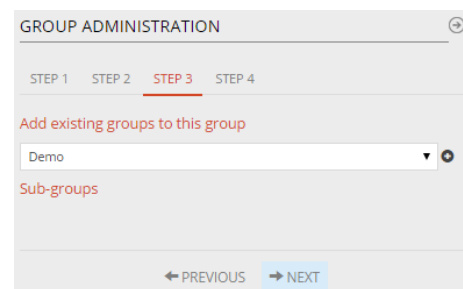 GROUP ADMINISTRATION
STEP 1 STEP 2 STEP 3 STEP 4
Add existing groups to this group
Demo
Sub-groups
PREVIOUS NEXT